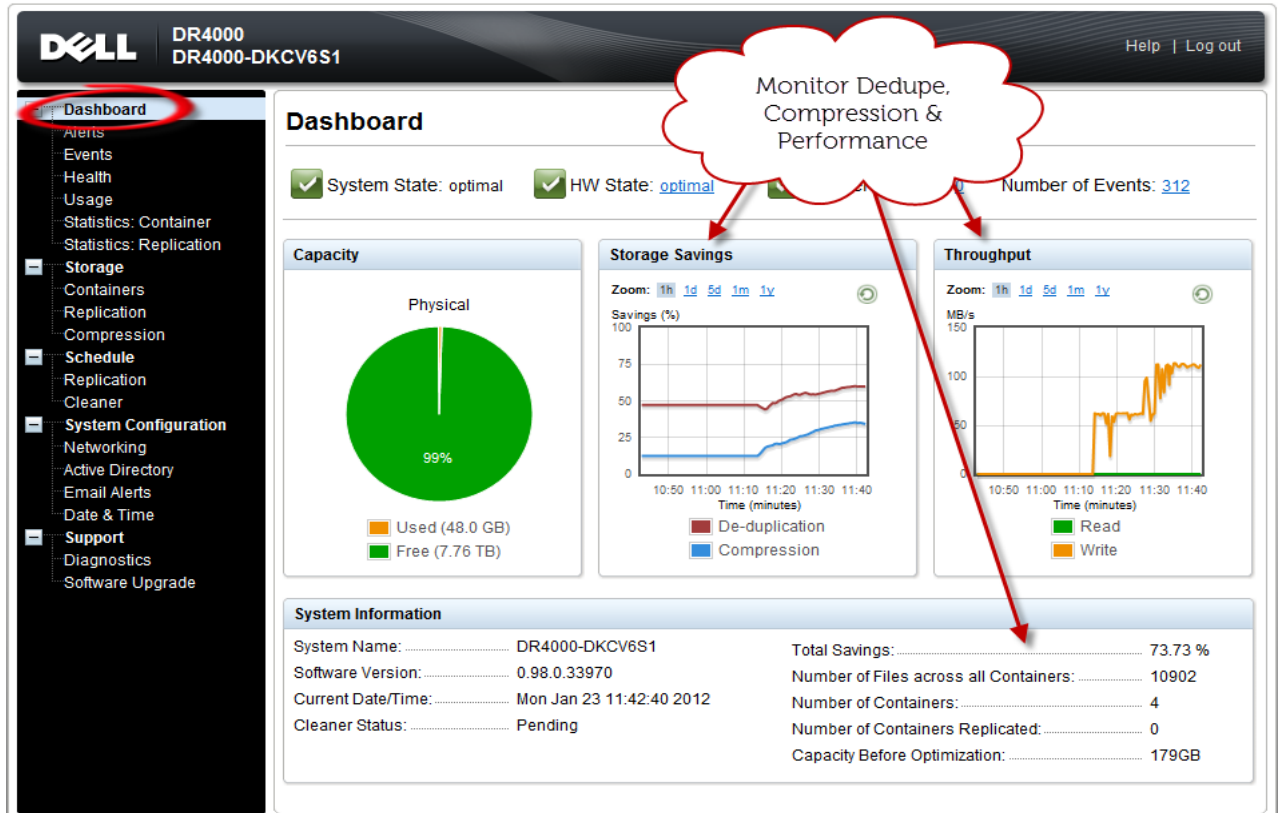 DELL
DR4000
DR4000-DKCV6S1
Help | Log out
Monitor Dedupe,
Compression &
Performance
Dashboard
Alerts
Events
Health
Usage
Statistics: Container
Statistics: Replication
Storage
Containers
Replication
Compression
Schedule
Replication
Cleaner
System Configuration
Networking
Active Directory
Email Alerts
Date & Time
Support
Diagnostics
Software Upgrade
Dashboard
System State: optimal HW State: optimal Number of Events: 312
Capacity
Physical
99%
Used (48.0 GB)
Free (7.76 TB)
Storage Savings
Zoom: 1h 1d 5d 1m 1y
Savings (%)
100
75
50
25
0
10:50 11:00 11:10 11:20 11:30 11:40
Time (minutes)
De-duplication
Compression
Throughput
Zoom: 1h 1d 5d 1m 1y
MB/s
150
100
50
0
10:50 11:00 11:10 11:20 11:30 11:40
Time (minutes)
Read
Write
System Information
System Name: DR4000-DKCV6S1
Software Version: 0.98.0.33970
Current Date/Time: Mon Jan 23 11:42:40 2012
Cleaner Status: Pending
Total Savings: 73.73 %
Number of Files across all Containers: 10902
Number of Containers: 4
Number of Containers Replicated: 0
Capacity Before Optimization: 179GB